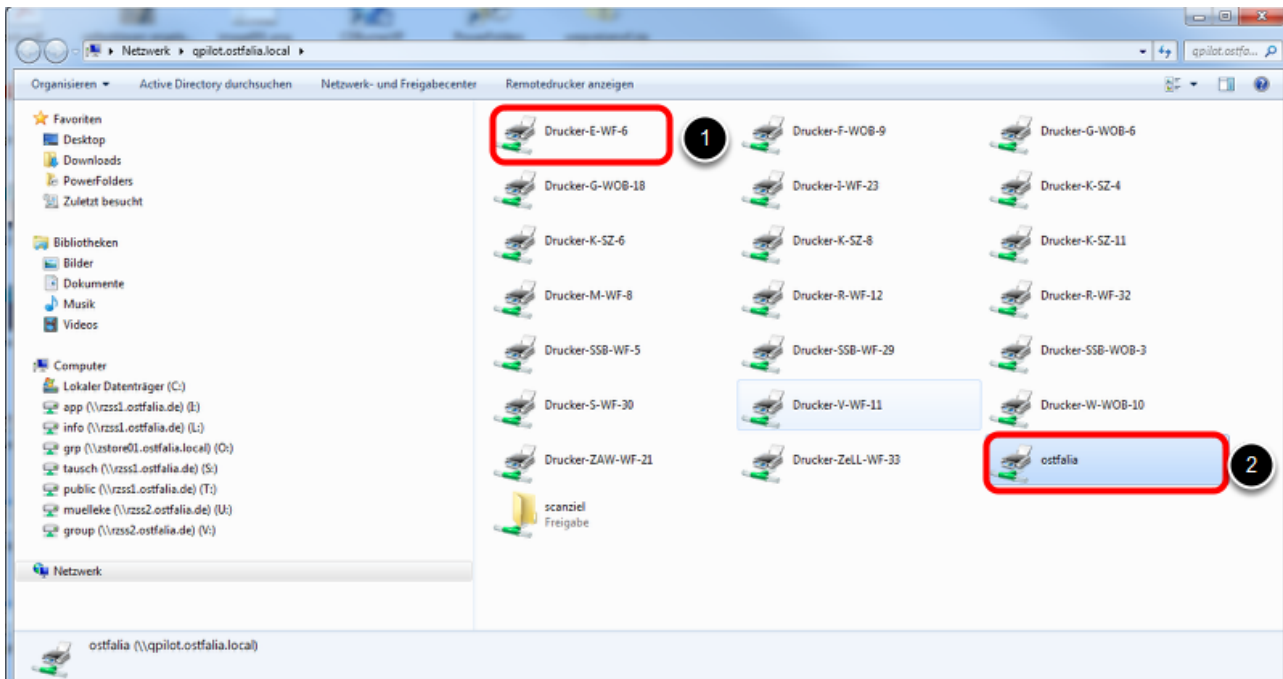 Netzwerk qpilot.ostfalia.local
qpilot.ostfa...
Organisieren Active Directory durchsuchen Netzwerk- und Freigabecenter Remotedrucker anzeigen
Favoriten
Desktop
Downloads
PowerFolders
Zuletzt besucht
Bibliotheken
Bilder
Dokumente
Musik
Videos
Computer
Lokaler Datenträger (C:)
app (\\rzss1.ostfalia.de) (I:)
info (\\rzss1.ostfalia.de) (L:)
grp (\\zstore01.ostfalia.local) (O:)
tausch (\\rzss1.ostfalia.de) (S:)
public (\\rzss1.ostfalia.de) (T:)
muelleke (\\rzss2.ostfalia.de) (U:)
group (\\rzss2.ostfalia.de) (V:)
Netzwerk
Drucker-E-WF-6 1 Drucker-F-WOB-9 Drucker-G-WOB-6
Drucker-G-WOB-18 Drucker-I-WF-23 Drucker-K-SZ-4
Drucker-K-SZ-6 Drucker-K-SZ-8 Drucker-K-SZ-11
Drucker-M-WF-8 Drucker-R-WF-12 Drucker-R-WF-32
Drucker-SSB-WF-5 Drucker-SSB-WF-29 Drucker-SSB-WOB-3
Drucker-S-WF-30 Drucker-V-WF-11 Drucker-W-WOB-10
Drucker-ZAW-WF-21 Drucker-ZeLL-WF-33 ostfalia 2
scanziel
Freigabe
ostfalia (\\qpilot.ostfalia.local)